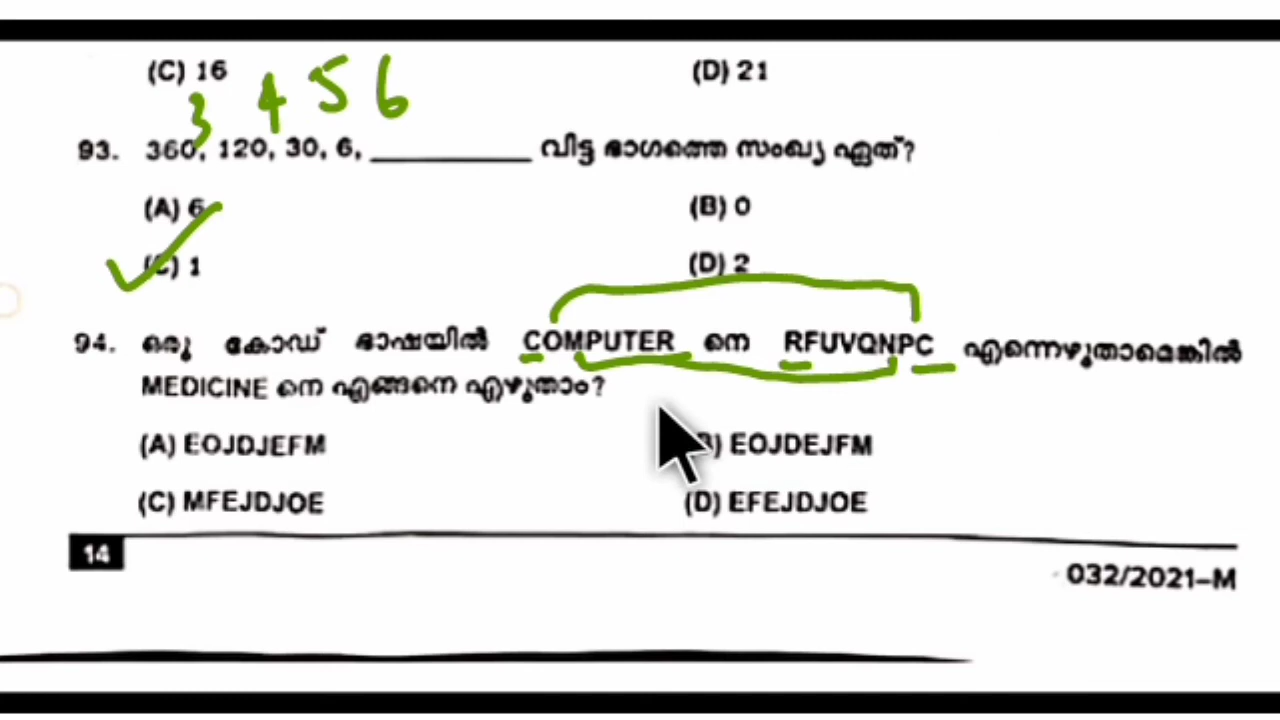 (C) 16 (D) 21
3 4 5 6
93. 360, 120, 30, 6, __________ വിട്ട ഭാഗത്തെ സംഖ്യ ഏത്?
(A) 6 (B) 0
(C) 1 (D) 2
94. ഒരു കോഡ് ഭാഷയിൽ COMPUTER നെ RFUVQNPC എന്നെഴുതാമെങ്കിൽ
MEDICINE നെ എങ്ങനെ എഴുതാം?
(A) EOJDJEFM (B) EOJDEJFM
(C) MFEJDJOE (D) EFEJDJOE
14
032/2021–M